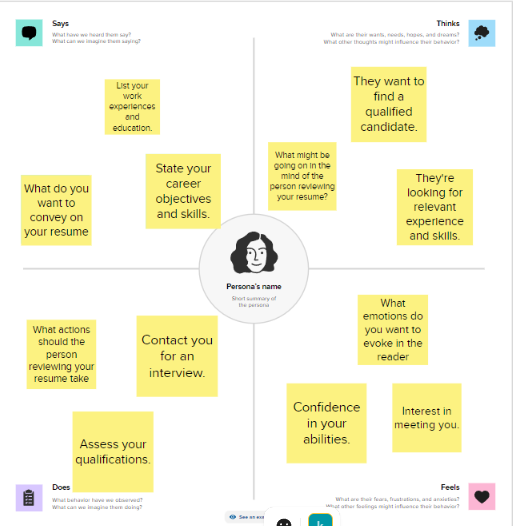 Says
What have we heard them say?
What can we imagine them saying?
Thinks
What are their wants, needs, hopes, and dreams?
What other thoughts might influence their behavior?
List your
work
experiences
and
education.
State your
career
objectives
and skills.
What do you
want to
convey on
your resume
They want to
find a
qualified
candidate.
What might be
going on in the
mind of the
person reviewing
your resume?
They're
looking for
relevant
experience
and skills.
Persona's name
Short summary of
the persona
What actions
should the
person
reviewing your
resume take
Contact you
for an
interview.
Assess your
qualifications.
What
emotions do
you want to
evoke in the
reader
Confidence
in your
abilities.
Interest in
meeting you.
Does
What behavior have we observed?
What can we imagine them doing?
Feels
What are their fears, frustrations, and anxieties?
What other feelings might influence their behavior?
See an
k